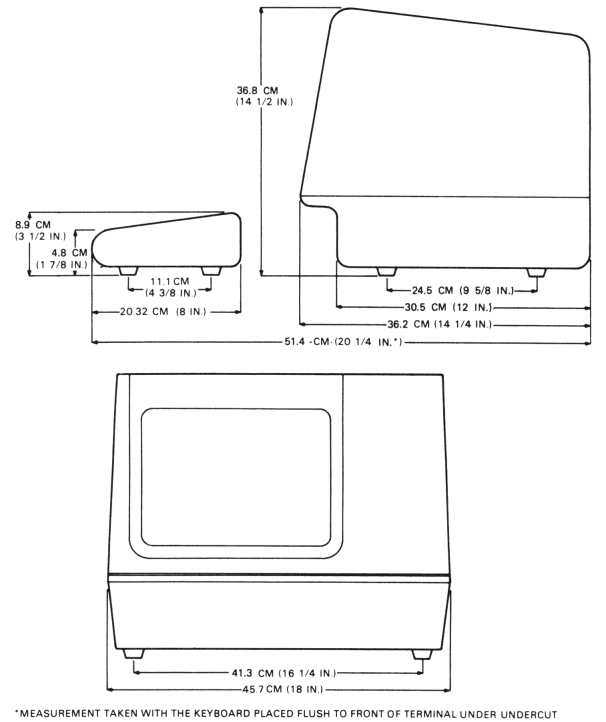 36.8 CM
(14 1/2 IN.)
8.9 CM
(3 1/2 IN.)
4.8 CM
(1 7/8 IN.)
11.1 CM
(4 3/8 IN.)
20.32 CM (8 IN.)
24.5 CM (9 5/8 IN.)
30.5 CM (12 IN.)
36.2 CM (14 1/4 IN.)
51.4 -CM-(20 1/4 IN.*)
41.3 CM (16 1/4 IN.)
45.7 CM (18 IN.)
*MEASUREMENT TAKEN WITH THE KEYBOARD PLACED FLUSH TO FRONT OF TERMINAL UNDER UNDERCUT.